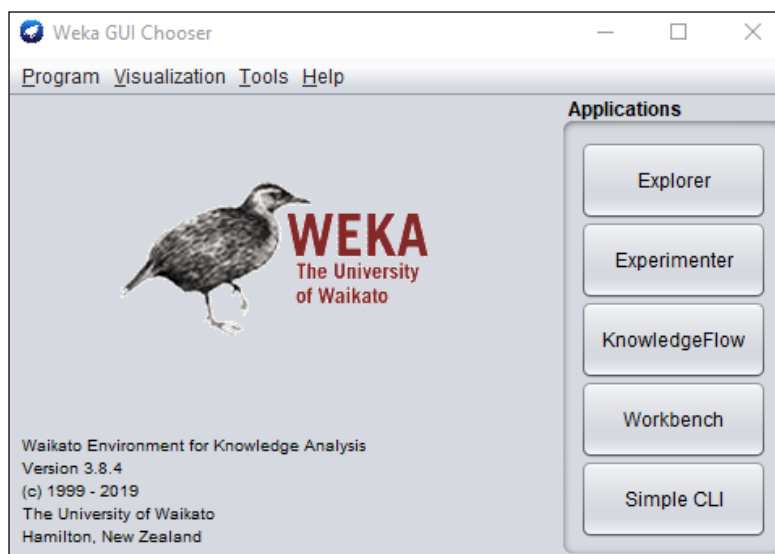 Weka GUI Chooser
Program Visualization Tools Help
Applications
Explorer
Experimenter
KnowledgeFlow
Workbench
Simple CLI
WEKA
The University
of Waikato
Waikato Environment for Knowledge Analysis
Version 3.8.4
(c) 1999 - 2019
The University of Waikato
Hamilton, New Zealand